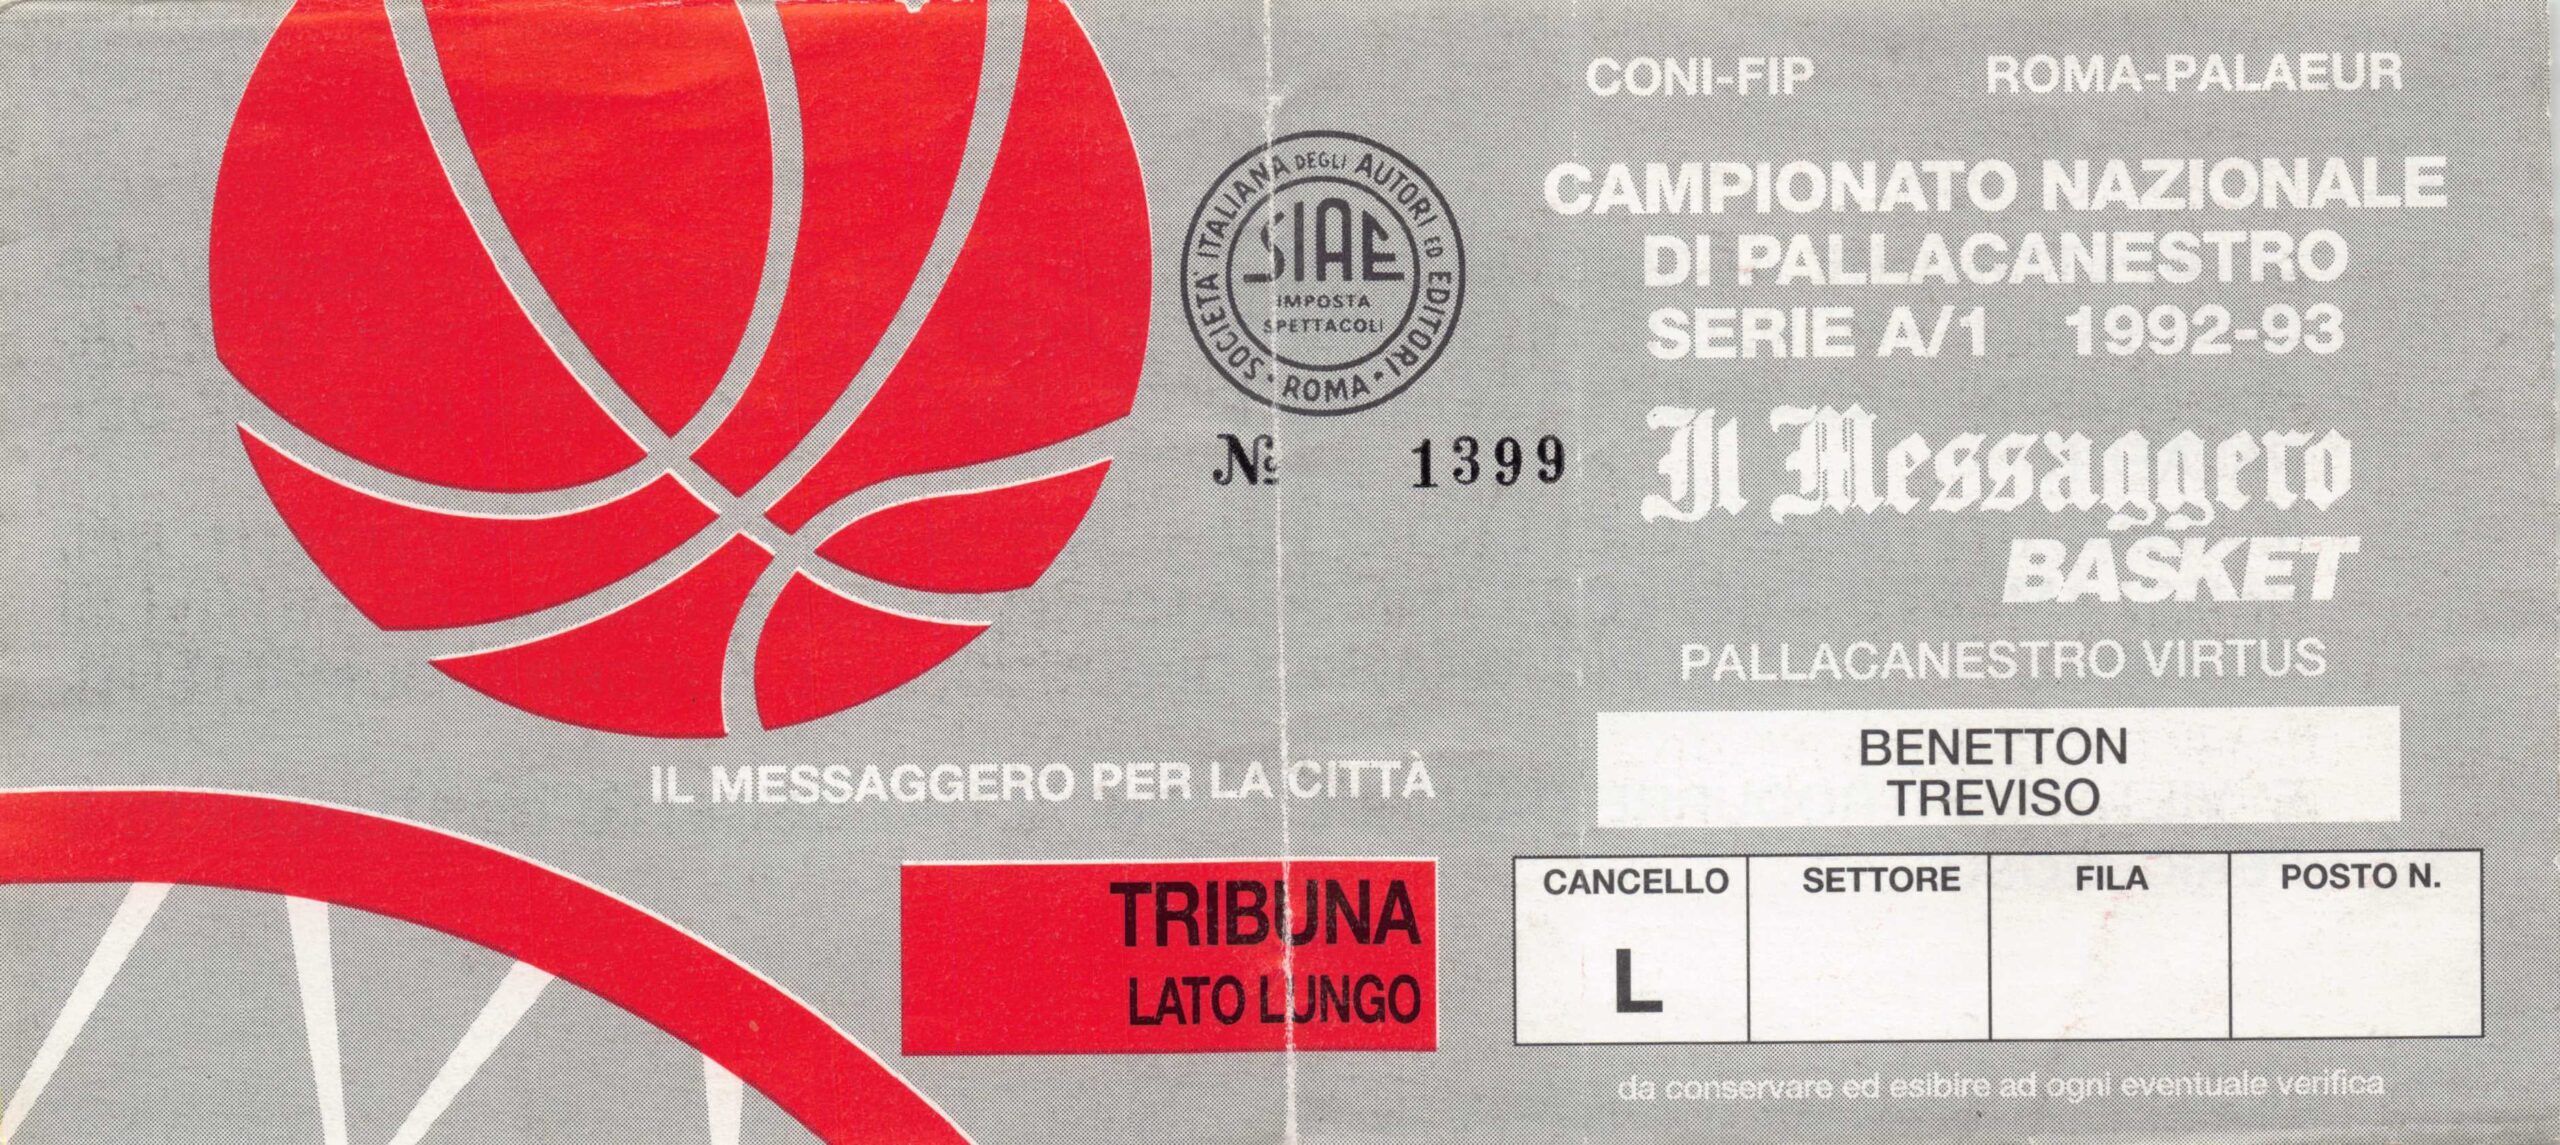 CONI-FIP ROMA-PALAEUR
CAMPIONATO NAZIONALE
DI PALLACANESTRO
SERIE A/1 1992-93
Il Messaggero
BASKET
PALLACANESTRO VIRTUS
BENETTON
TREVISO
CANCELLO SETTORE FILA POSTO N.
L
da conservare ed esibire ad ogni eventuale verifica
SOCIETA' ITALIANA DEGLI AUTORI ED EDITORI • ROMA •
SIAE
IMPOSTA
SPETTACOLI
No 1399
IL MESSAGGERO PER LA CITTÀ
TRIBUNA
LATO LUNGO